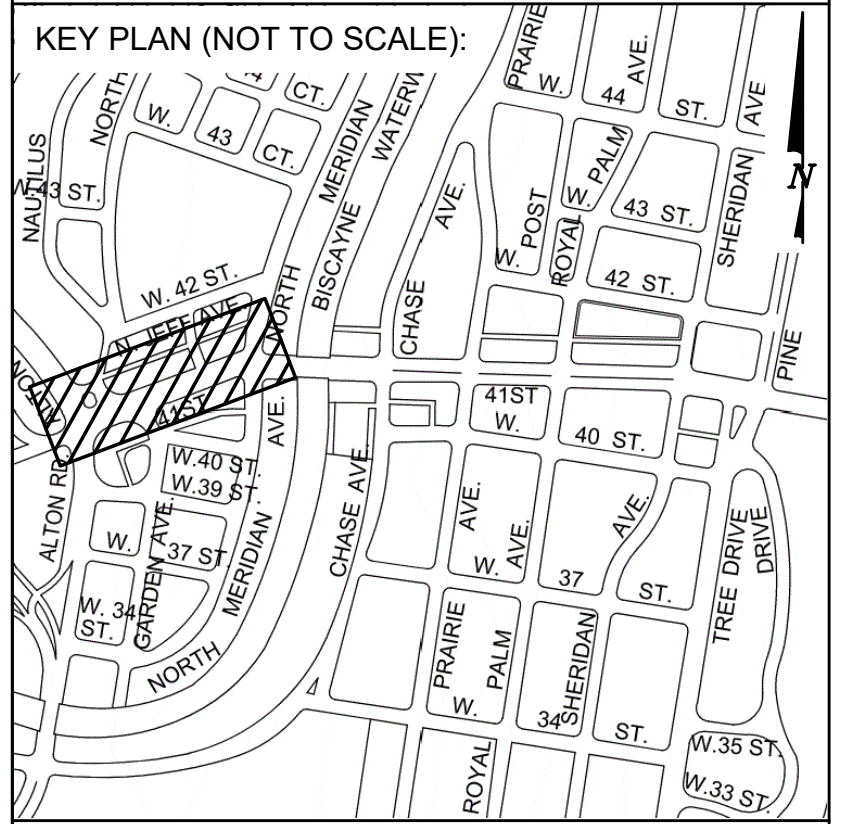 KEY PLAN (NOT TO SCALE):
PRAIRIE
W. 44 ST.
AVE.
AVE
NORTH
W. 43 CT.
CT.
MERIDIAN
WATERW
BISCAYNE
NAUTILUS
W.43 ST.
N
PALM
W. 43 ST.
SHERIDAN
AVE.
POST
ROYAL
W. 42 ST.
W. 42 ST.
N. JEFF AVE.
NORTH
CHASE
PINE
ALTON
41ST
41ST
W. 40 ST.
AVE.
W.40 ST.
W.39 ST.
ALTON RD.
CHASE AVE.
GARDEN AVE.
W. 37 ST.
MERIDIAN
AVE.
AVE.
AVE.
W. 37 ST.
TREE DRIVE
DRIVE
W. 34
ST.
NORTH
PRAIRIE
PALM
SHERIDAN
W. 34 ST.
ROYAL
W.35 ST.
W.33 ST.